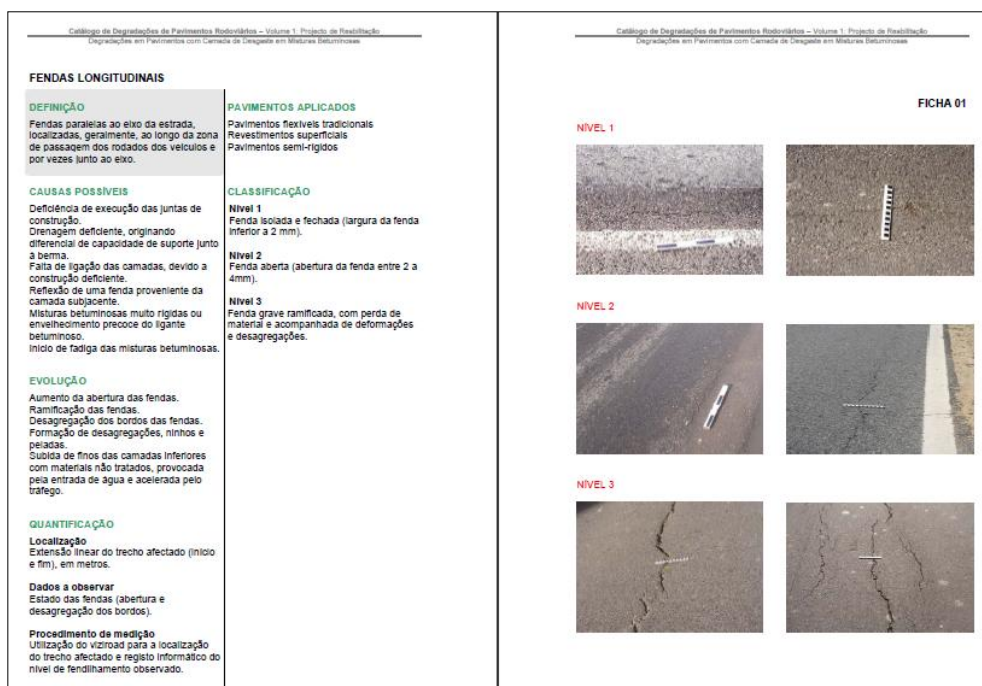 Catálogo de Degradações de Pavimentos Rodoviários – Volume 1: Projecto de Reabilitação
Degradações em Pavimentos com Camada de Desgaste em Misturas Betuminosas
FENDAS LONGITUDINAIS
DEFINIÇÃO
Fendas paralelas ao eixo da estrada,
localizadas, geralmente, ao longo da zona
de passagem dos rodados dos veículos e
por vezes junto ao eixo.
PAVIMENTOS APLICADOS
Pavimentos flexíveis tradicionais
Revestimentos superficiais
Pavimentos semi-rígidos
CAUSAS POSSÍVEIS
Deficiência de execução das juntas de
construção.
Drenagem deficiente, originando
diferencial de capacidade de suporte junto
à berma.
Falta de ligação das camadas, devido a
construção deficiente.
Reflexão de uma fenda proveniente da
camada subjacente.
Misturas betuminosas muito rígidas ou
envelhecimento precoce do ligante
betuminoso.
Início de fadiga das misturas betuminosas.
CLASSIFICAÇÃO
Nível 1
Fenda isolada e fechada (largura da fenda
inferior a 2 mm).
Nível 2
Fenda aberta (abertura da fenda entre 2 a
4mm).
Nível 3
Fenda grave ramificada, com perda de
material e acompanhada de deformações
e desagregações.
EVOLUÇÃO
Aumento da abertura das fendas.
Ramificação das fendas.
Desagregação dos bordos das fendas.
Formação de desagregações, ninhos e
peladas.
Subida de finos das camadas inferiores
com materiais não tratados, provocada
pela entrada de água e acelerada pelo
tráfego.
QUANTIFICAÇÃO
Localização
Extensão linear do trecho afectado (início
e fim), em metros.
Dados a observar
Estado das fendas (abertura e
desagregação dos bordos).
Procedimento de medição
Utilização do viziroad para a localização
do trecho afectado e registo informático do
nível de fendilhamento observado.
Catálogo de Degradações de Pavimentos Rodoviários – Volume 1: Projecto de Reabilitação
Degradações em Pavimentos com Camada de Desgaste em Misturas Betuminosas
FICHA 01
NÍVEL 1
NÍVEL 2
NÍVEL 3